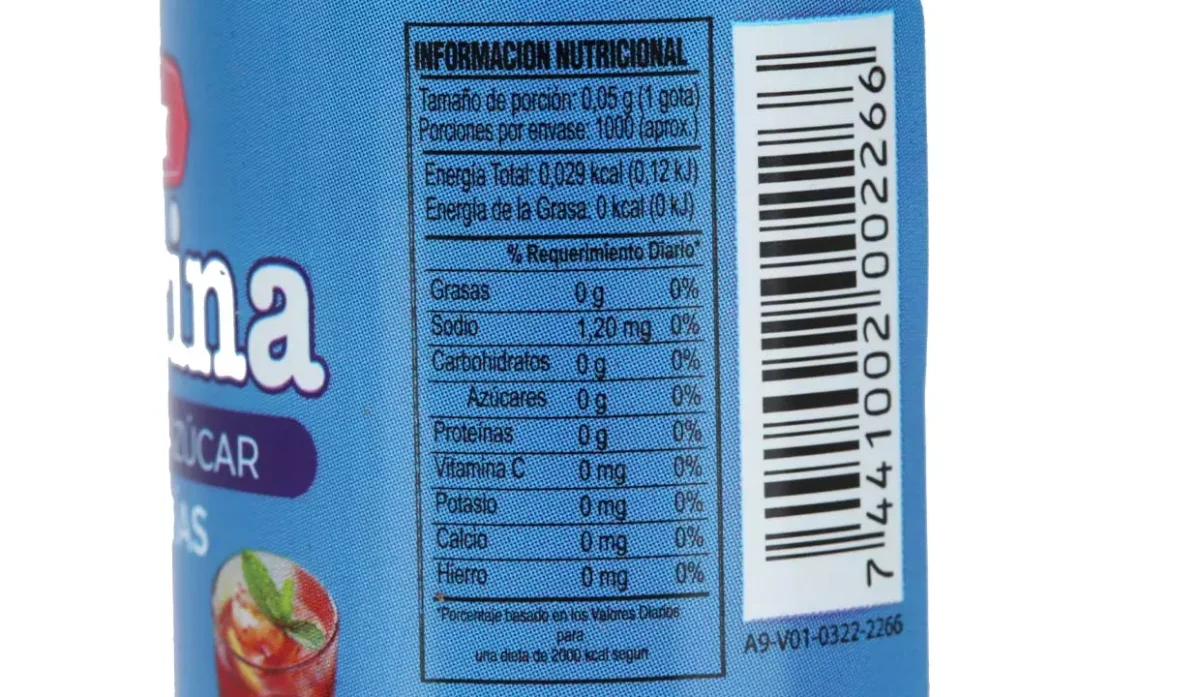 ina
AZÚCAR
AS
INFORMACION NUTRICIONAL
Tamaño de porción: 0,05 g (1 gota)
Porciones por envase: 1000 (aprox.)
Energía Total: 0,029 kcal (0,12 kJ)
Energía de la Grasa: 0 kcal (0 kJ)
% Requerimiento Diario*
Grasas 0 g 0%
Sodio 1,20 mg 0%
Carbohidratos 0 g 0%
Azúcares 0 g 0%
Proteínas 0 g 0%
Vitamina C 0 mg 0%
Potasio 0 mg 0%
Calcio 0 mg 0%
Hierro 0 mg 0%
*Porcentaje basado en los Valores Diarios
para
una dieta de 2000 kcal segun
7 441002 002266
A9-V01-0322-2266